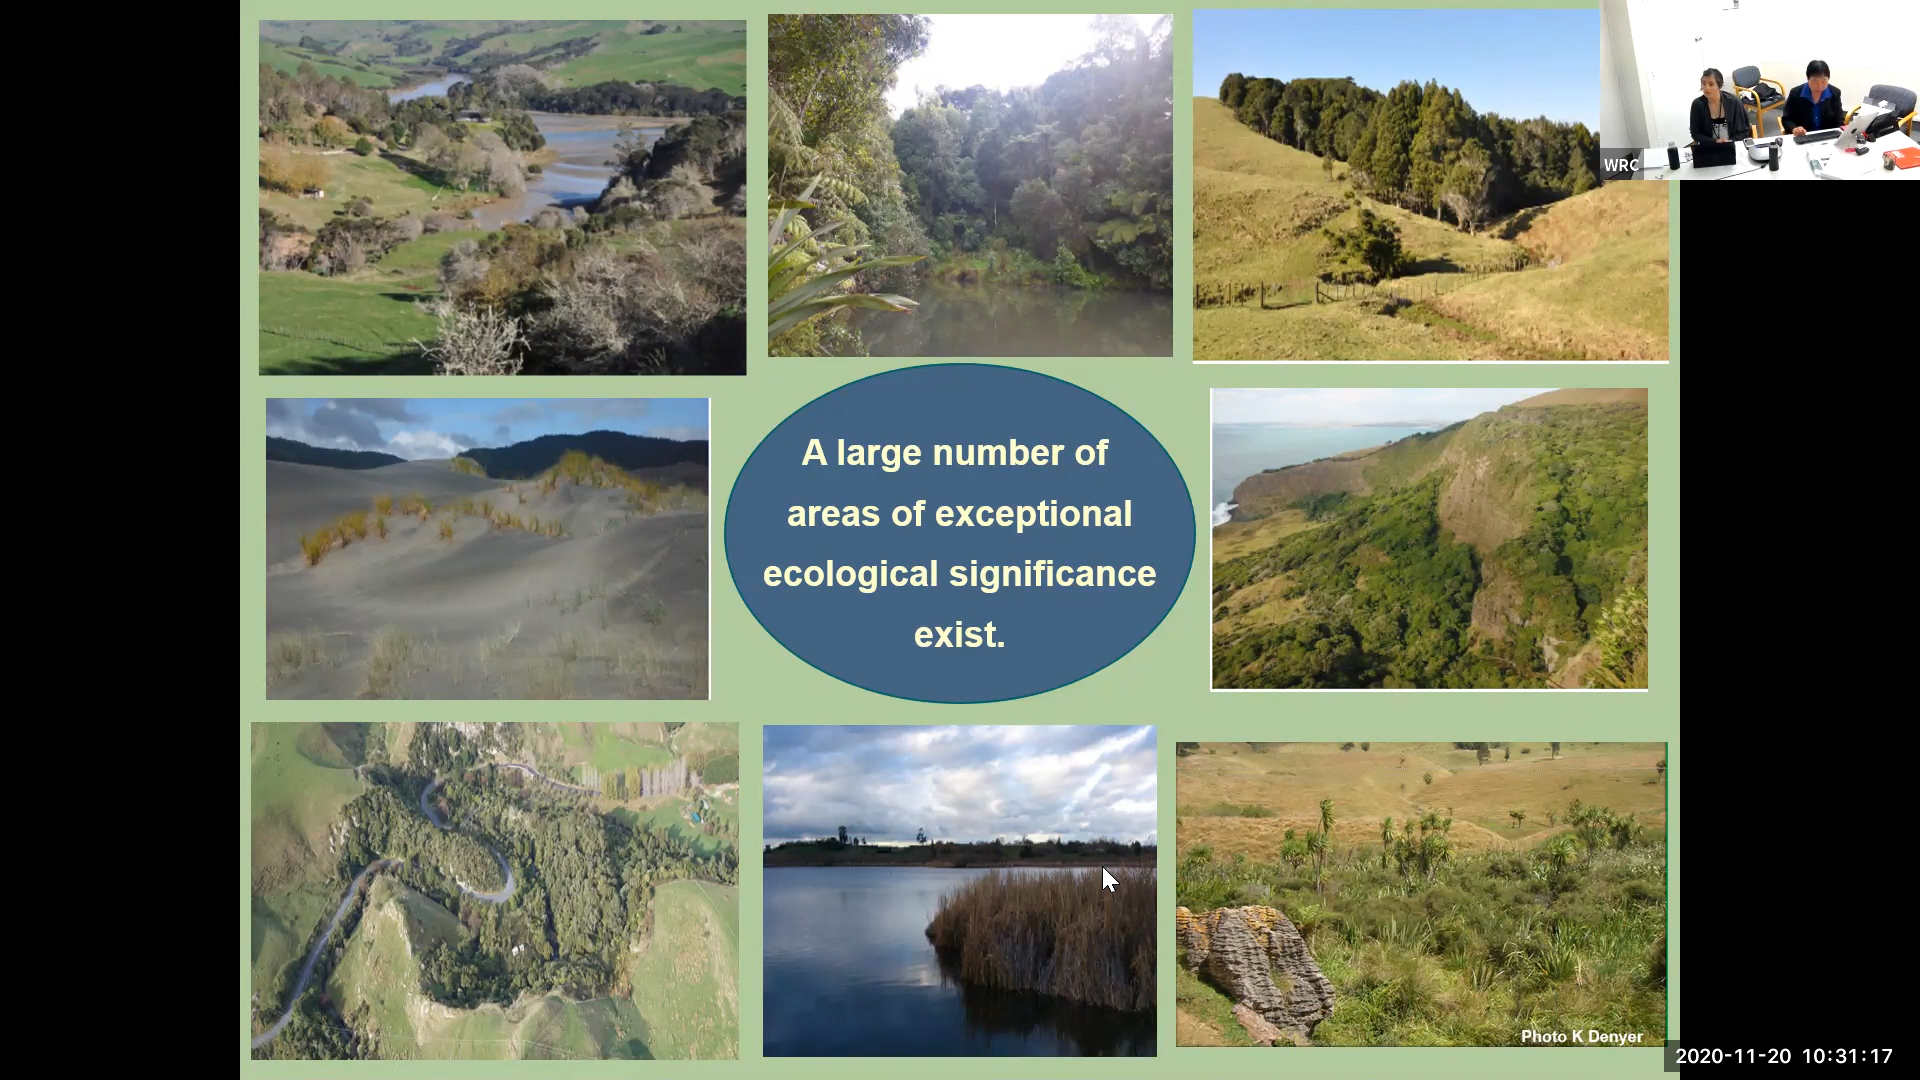 WRC
A large number of
areas of exceptional
ecological significance
exist.
Photo K Denyer
2020-11-20 10:31:17